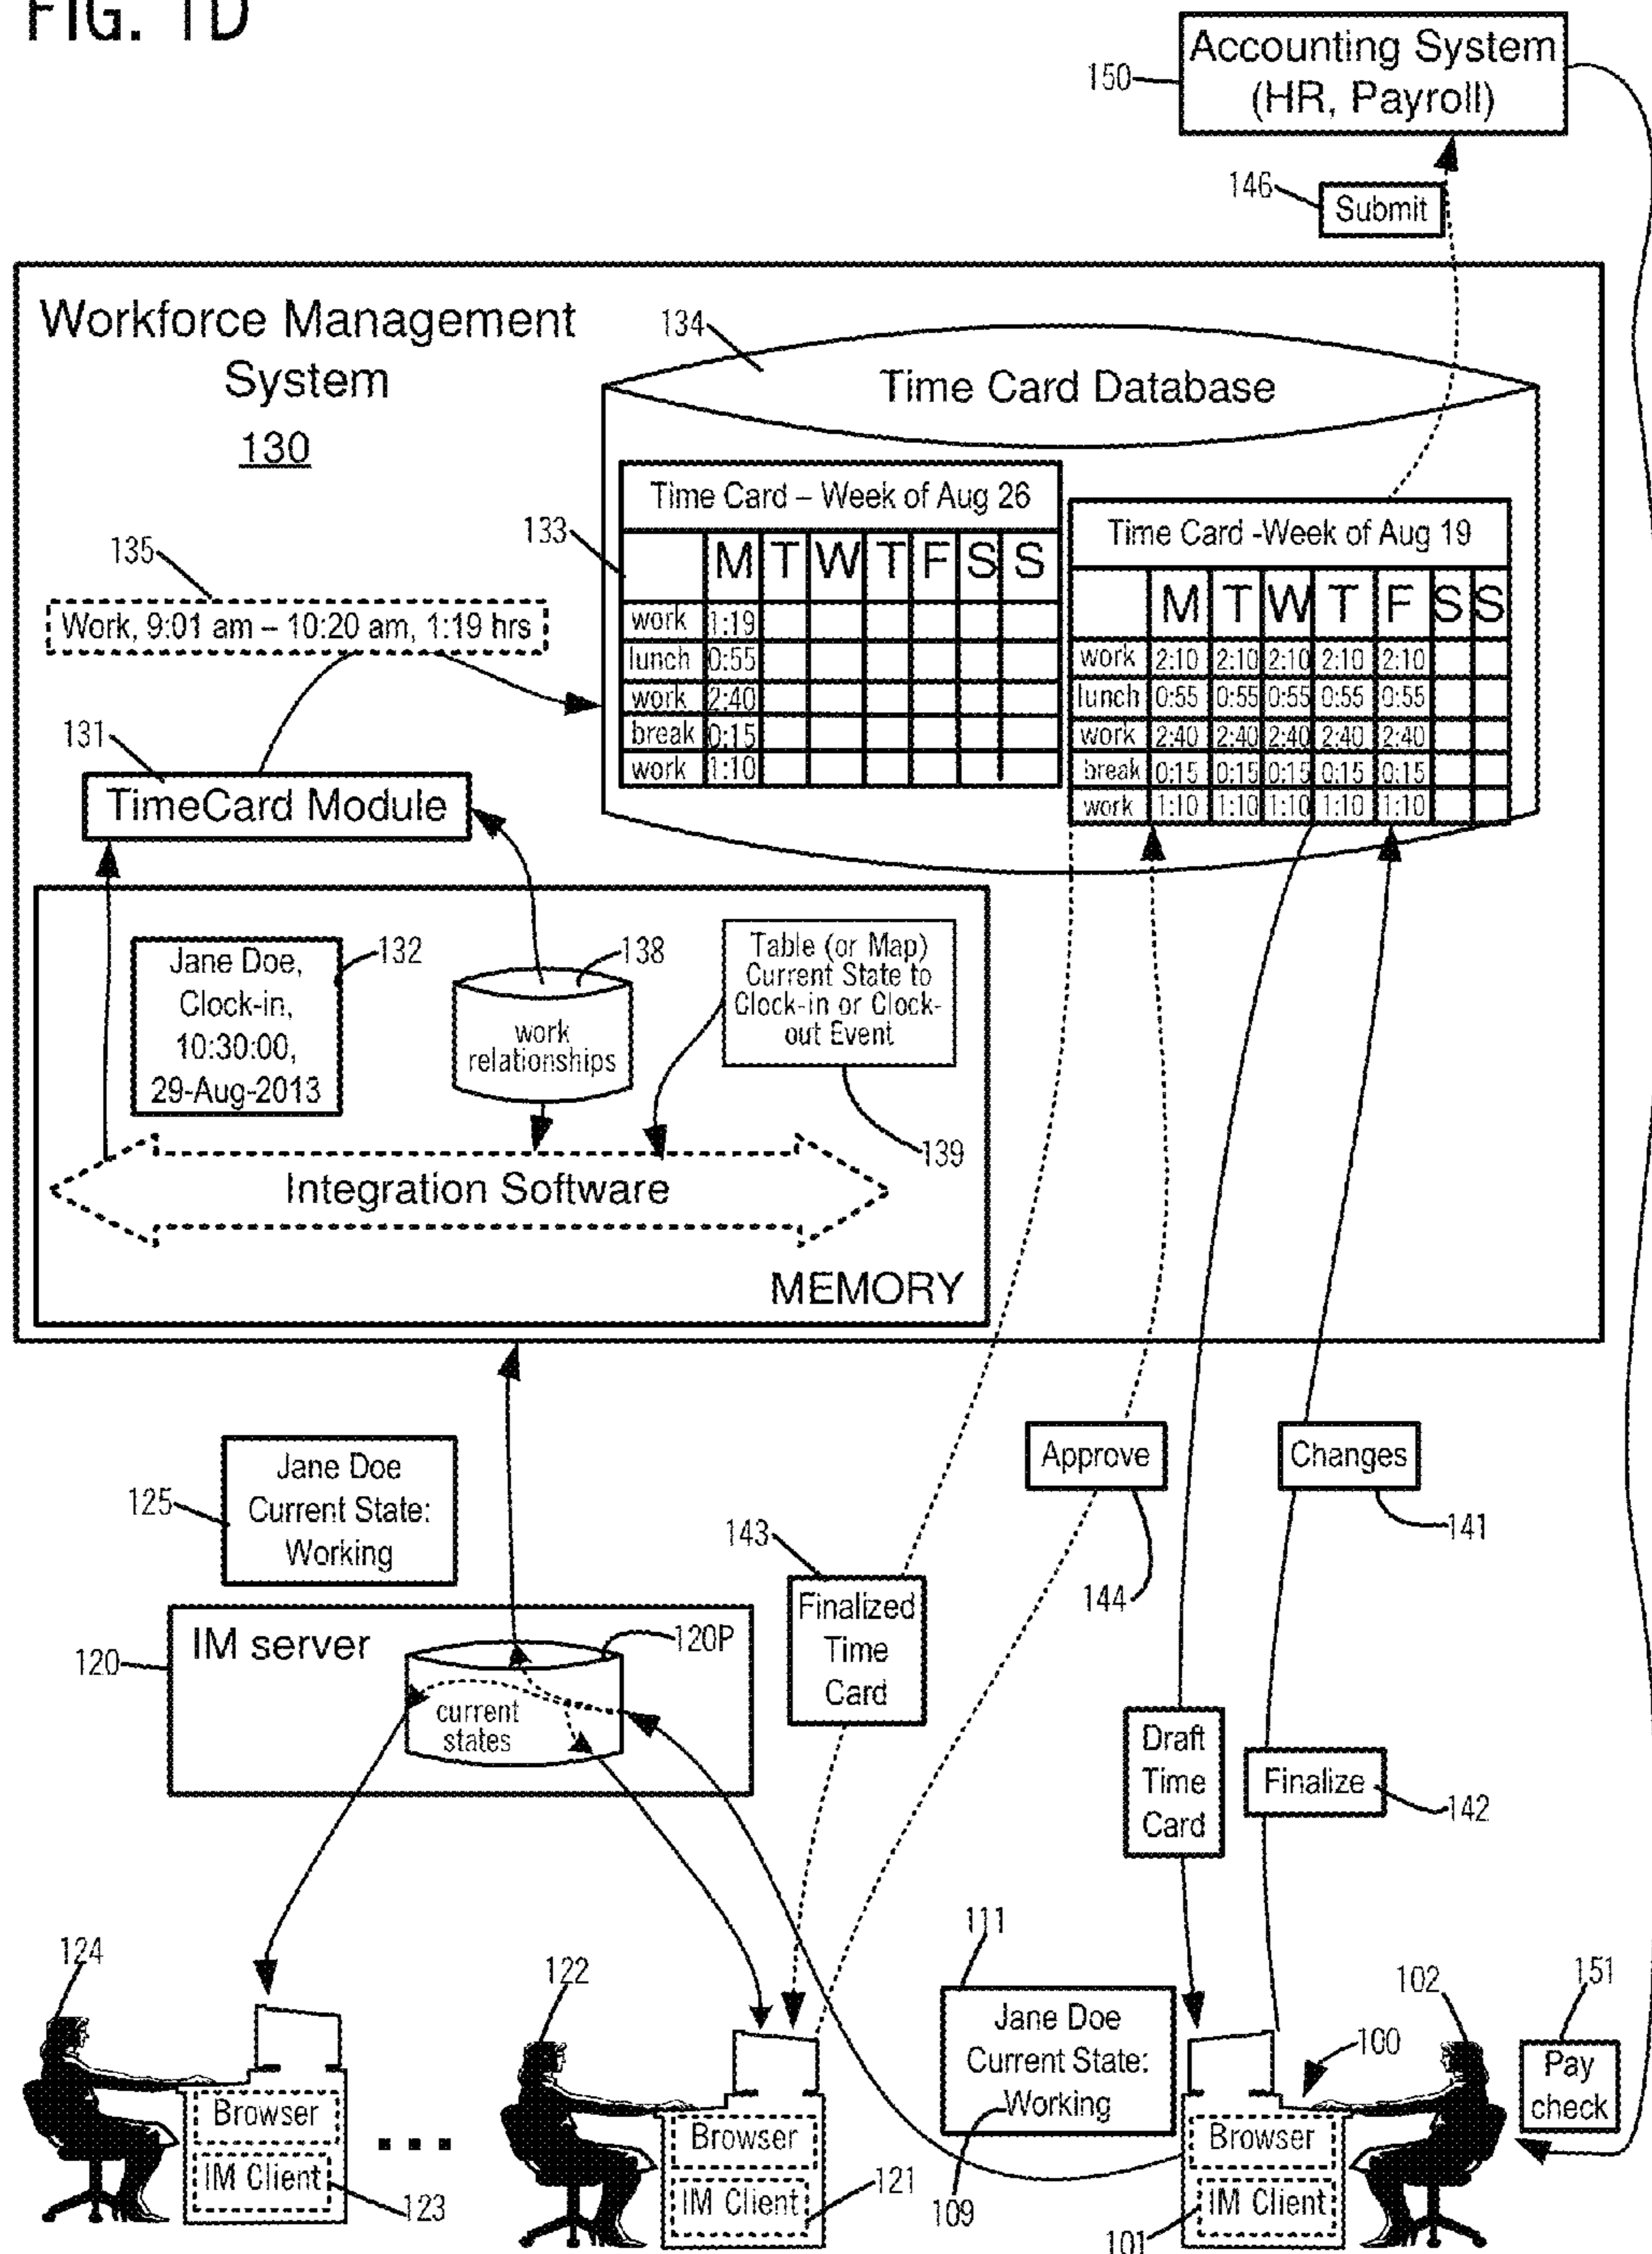 FIG. 1D
Accounting System
(HR, Payroll)
150
146
Submit
Workforce Management
System
130
134
Time Card Database
133
Time Card – Week of Aug 26
M T W T F S S
work 1:19
lunch 0:55
work 2:40
break 0:15
work 1:10
Time Card -Week of Aug 19
M T W T F S S
work 2:10 2:10 2:10 2:10 2:10
lunch 0:55 0:55 0:55 0:55 0:55
work 2:40 2:40 2:40 2:40 2:40
break 0:15 0:15 0:15 0:15 0:15
work 1:10 1:10 1:10 1:10 1:10
135
Work, 9:01 am – 10:20 am, 1:19 hrs
131
TimeCard Module
Jane Doe,
Clock-in,
10:30:00,
29-Aug-2013
132
138
work
relationships
Table (or Map)
Current State to
Clock-in or Clock-
out Event
139
Integration Software
MEMORY
125
Jane Doe
Current State:
Working
Approve
144
Changes
141
143
Finalized
Time
Card
120
IM server
120P
current
states
Draft
Time
Card
Finalize
142
124
Browser
IM Client
123
122
Browser
IM Client
121
111
Jane Doe
Current State:
Working
109
100
102
Browser
IM Client
101
151
Pay
check